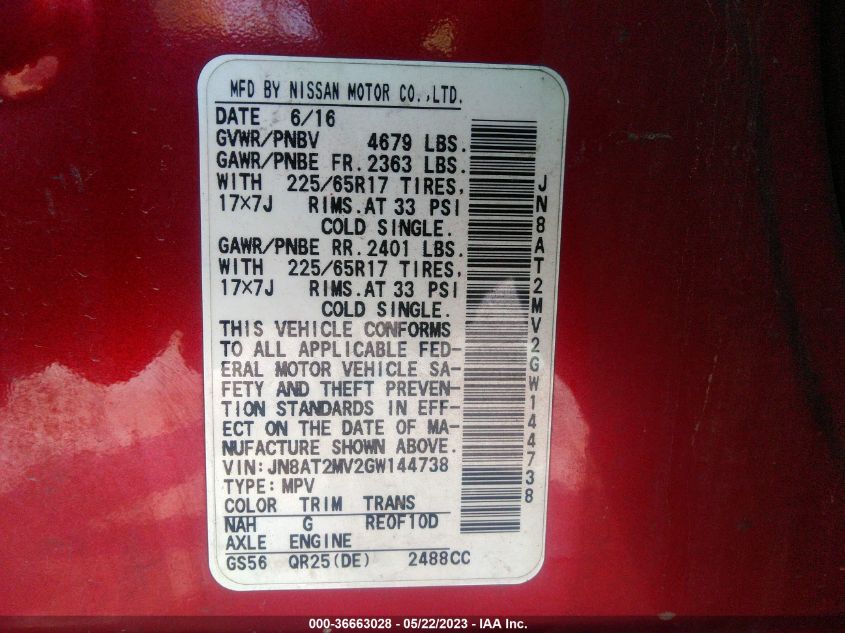 MFD BY NISSAN MOTOR CO.,LTD.
DATE 6/16
GVWR/PNBV 4679 LBS.
GAWR/PNBE FR. 2363 LBS.
WITH 225/65R17 TIRES,
17×7J RIMS.AT 33 PSI
COLD SINGLE.
GAWR/PNBE RR. 2401 LBS.
WITH 225/65R17 TIRES,
17×7J RIMS.AT 33 PSI
COLD SINGLE.
THIS VEHICLE CONFORMS
TO ALL APPLICABLE FED-
ERAL MOTOR VEHICLE SA-
FETY AND THEFT PREVEN-
TION STANDARDS IN EFF-
ECT ON THE DATE OF MA-
NUFACTURE SHOWN ABOVE.
VIN:JN8AT2MV2GW144738
TYPE:MPV
COLOR TRIM TRANS
NAH G RE0F10D
AXLE ENGINE
GS56 QR25(DE) 2488CC
JN8AT2MV2GW144738
000-36663028 - 05/22/2023 - IAA Inc.